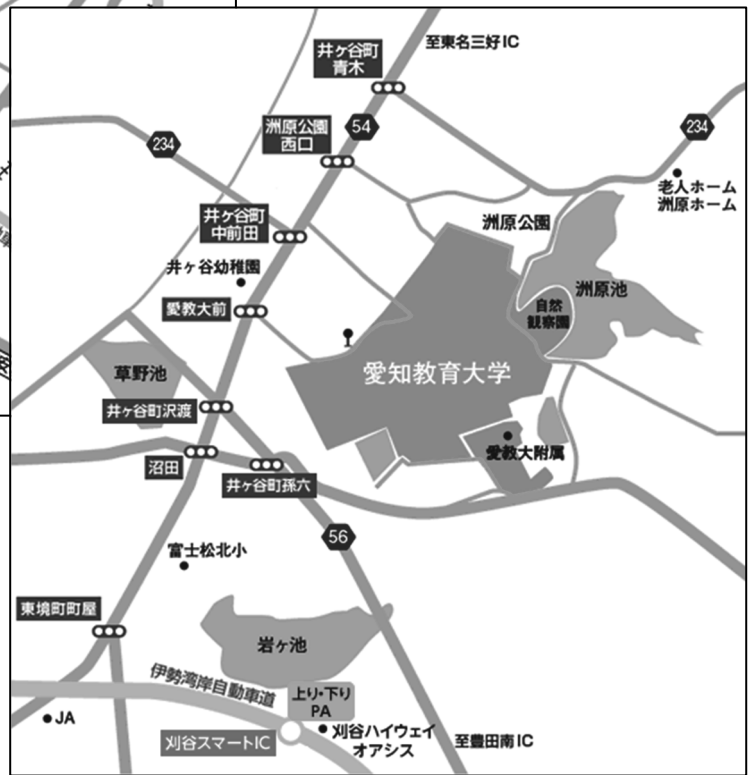 井ヶ谷町
青木
至東名三好IC
54
洲原公園
西口
234
234
老人ホーム
洲原ホーム
井ヶ谷町
中前田
洲原公園
井ヶ谷幼稚園
洲原池
自然
観察園
愛教大前
愛知教育大学
草野池
井ヶ谷町沢渡
愛教大附属
沼田
井ヶ谷町孫六
56
富士松北小
東境町町屋
岩ヶ池
伊勢湾岸自動車道
上り・下り
PA
JA
刈谷ハイウェイ
オアシス
刈谷スマートIC
至豊田南IC